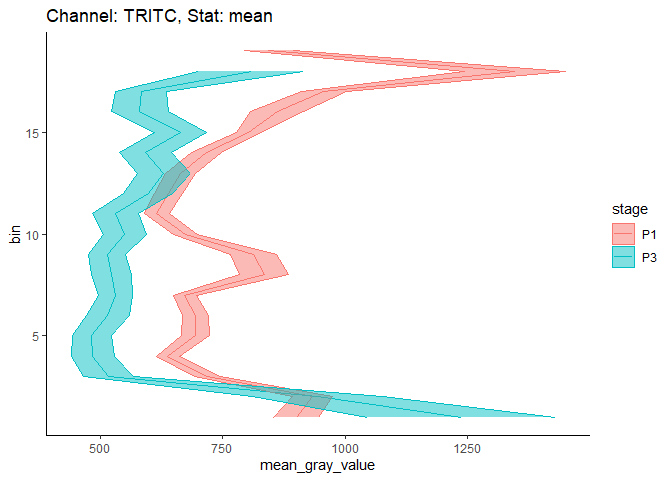 Channel: TRITC, Stat: mean
15
10
5
bin
500
750
1000
1250
mean_gray_value
stage
P1
P3